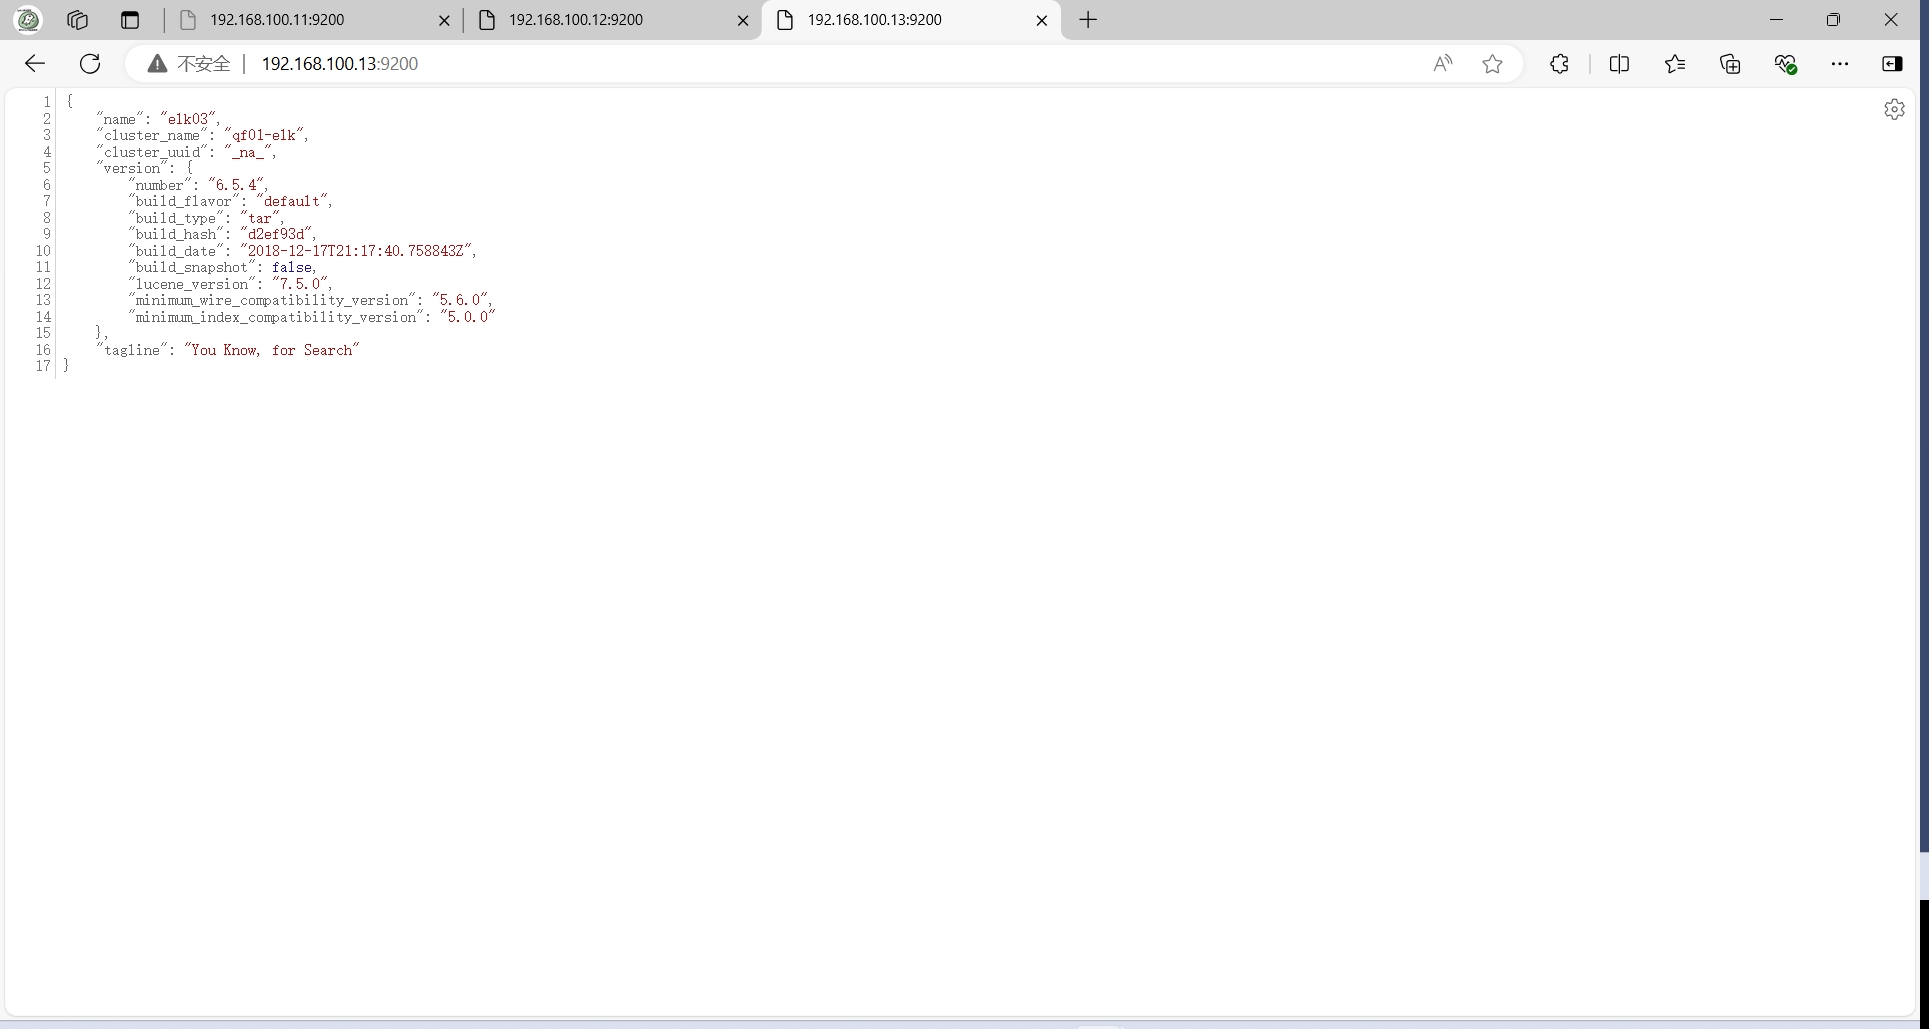 192.168.100.11:9200
192.168.100.12:9200
192.168.100.13:9200
不安全 192.168.100.13:9200
1 {
2 "name": "elk03",
3 "cluster_name": "qf01-elk",
4 "cluster_uuid": "_na_",
5 "version": {
6 "number": "6.5.4",
7 "build_flavor": "default",
8 "build_type": "tar",
9 "build_hash": "d2ef93d",
10 "build_date": "2018-12-17T21:17:40.758843Z",
11 "build_snapshot": false,
12 "lucene_version": "7.5.0",
13 "minimum_wire_compatibility_version": "5.6.0",
14 "minimum_index_compatibility_version": "5.0.0"
15 },
16 "tagline": "You Know, for Search"
17 }